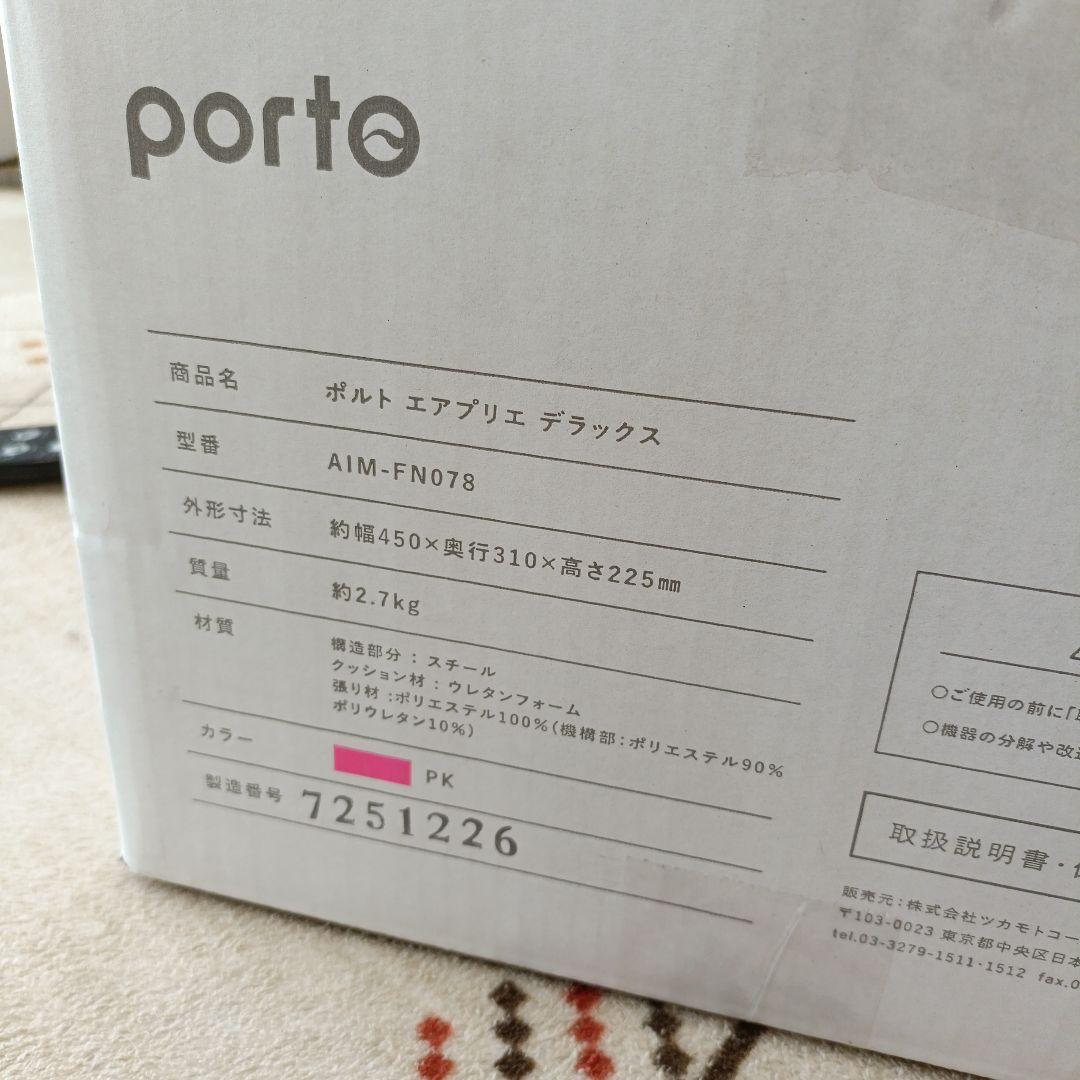 porto
商品名 ポルト エアプリエ デラックス
型番 AIM-FN078
外形寸法 約幅450×奥行310×高さ225㎜
質量 約2.7kg
材質 構造部分：スチール
クッション材：ウレタンフォーム
張り材：ポリエステル100%(機構部：ポリエステル90%
ポリウレタン10%)
カラー PK
製造番号 7251226
○ご使用の前に「
○機器の分解や改造
取扱説明書・
販売元：株式会社ツカモトコー
〒103-0023 東京都中央区日本
tel.03-3279-1511·1512 fax.0